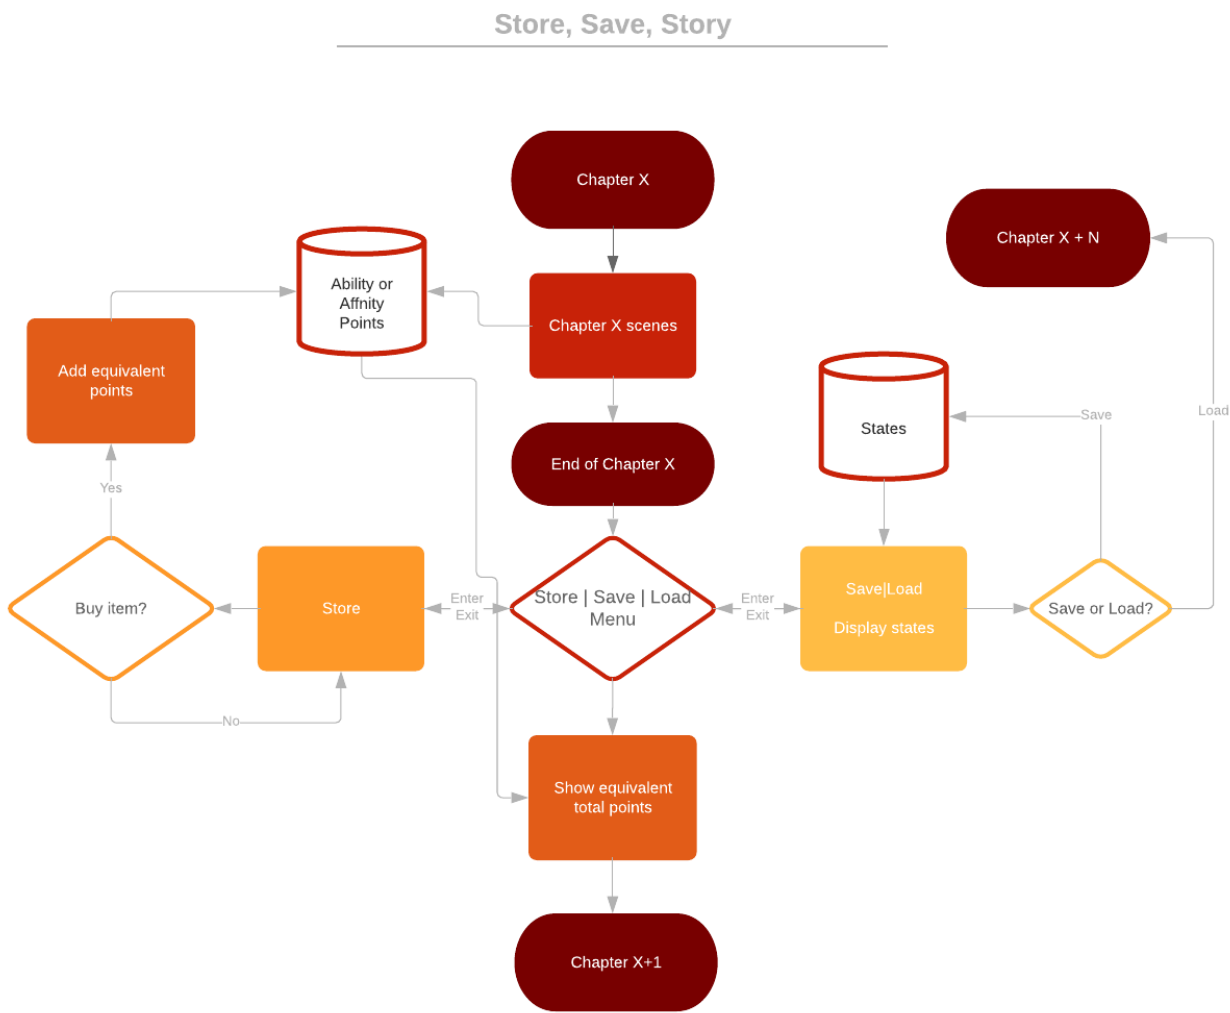 Store, Save, Story
Chapter X
Chapter X + N
Ability or
Affnity
Points
Chapter X scenes
Add equivalent
points
Load
Save
States
End of Chapter X
Yes
Store | Save | Load
Menu
Enter
Exit
Enter
Exit
Buy item?
Store
Save|Load
Display states
Save or Load?
No
Show equivalent
total points
Chapter X+1